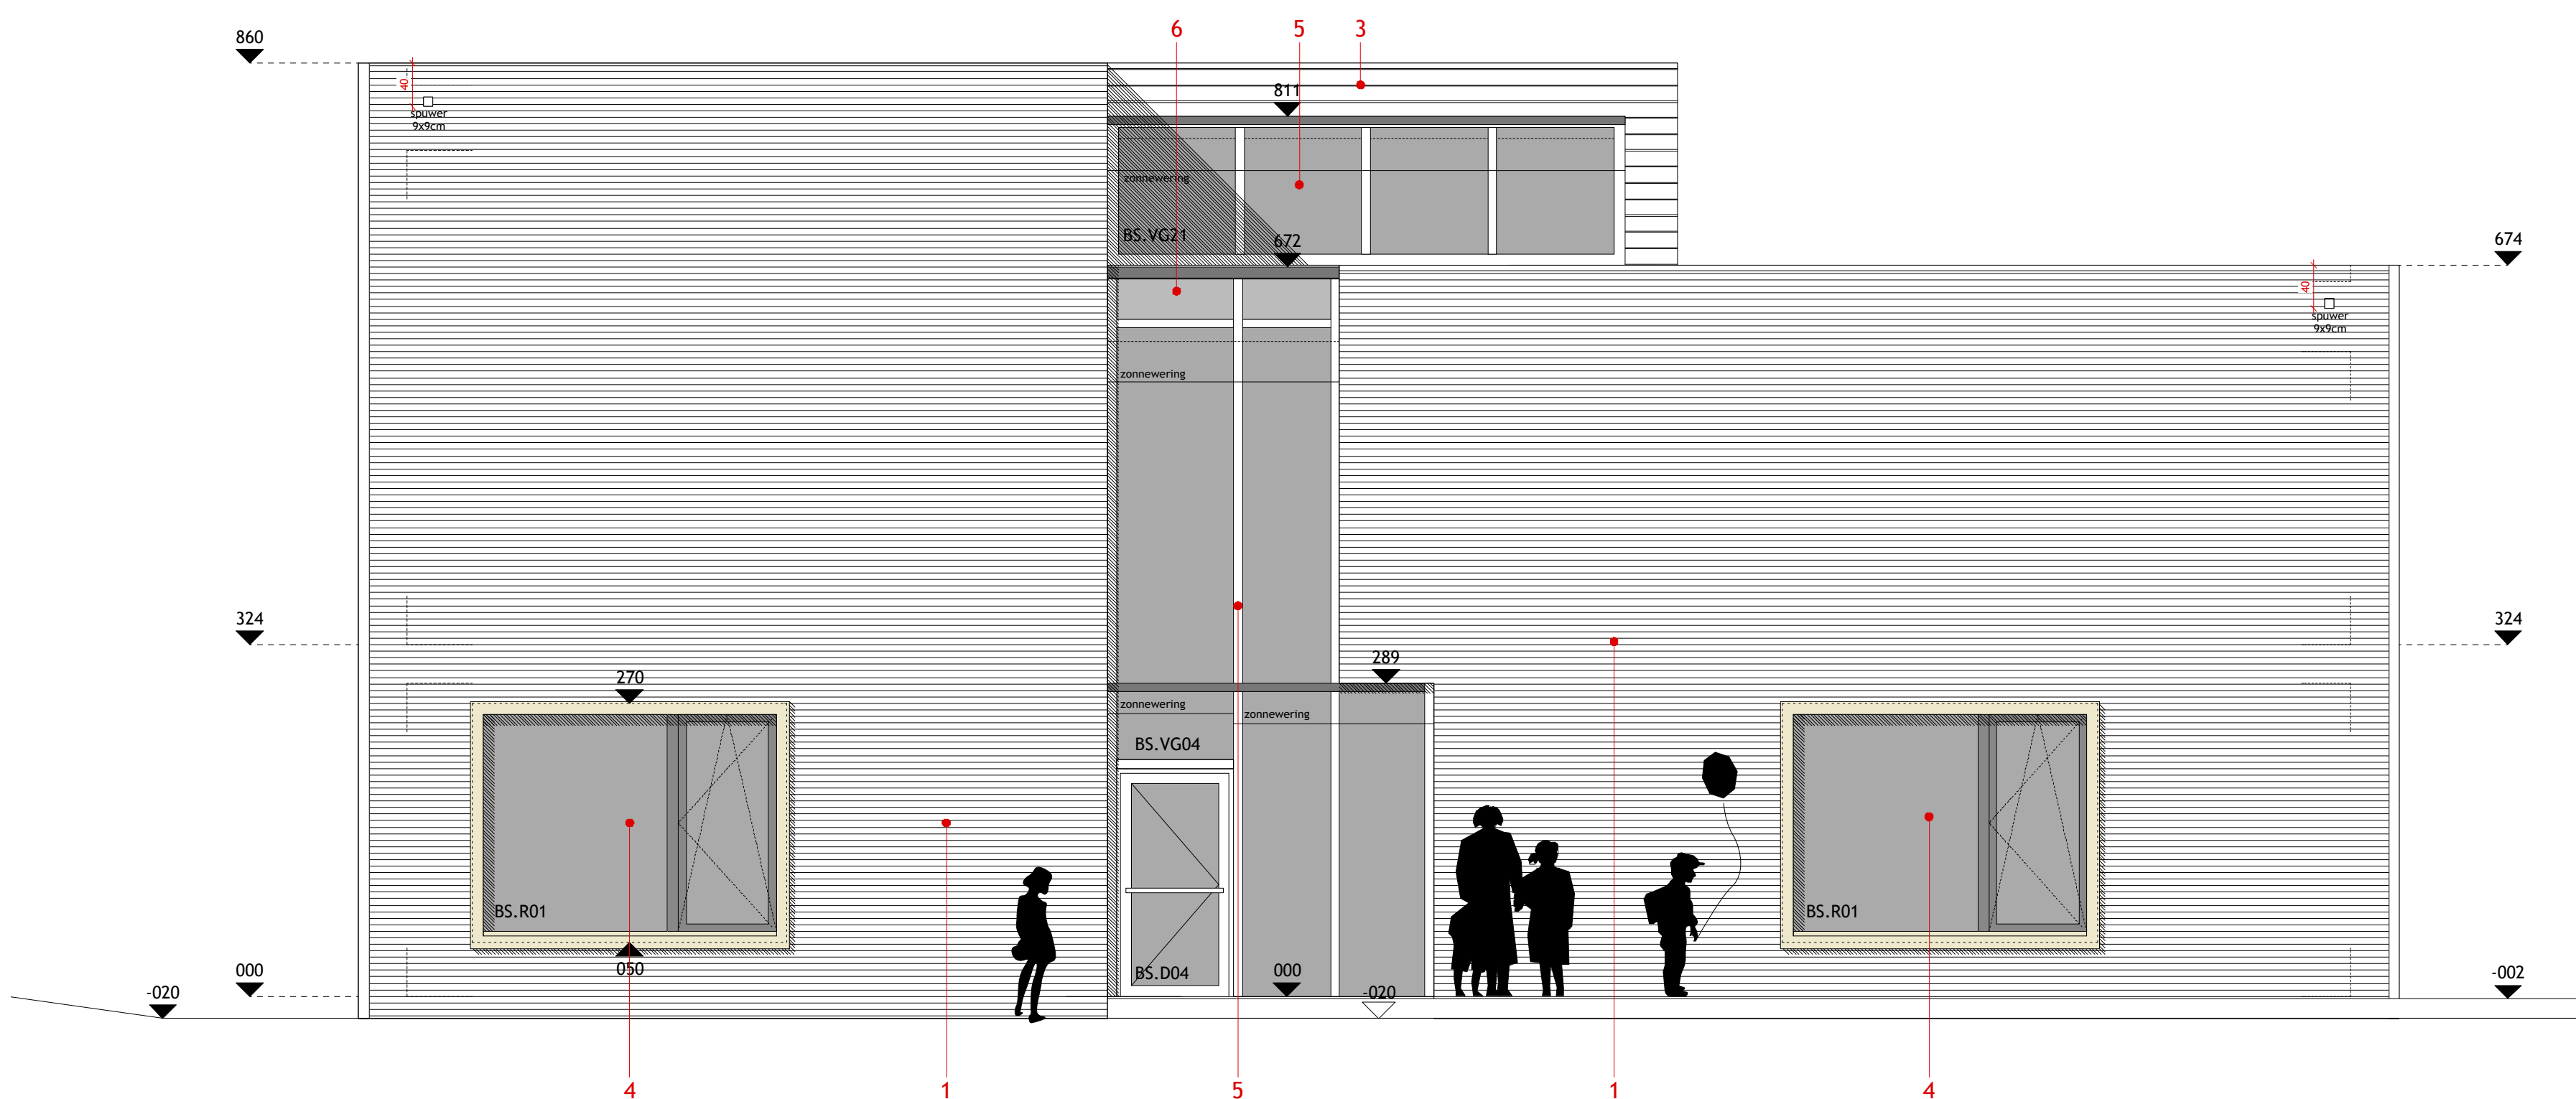 6 5 3
860
811
40
spuwer
9x9cm
zonnewering
BS.VG21
672
674
40
spuwer
9x9cm
zonnewering
324
324
289
270
zonnewering
zonnewering
BS.VG04
BS.R01
BS.R01
050
BS.D04
000
000
-002
-020
-020
4 1 5 1 4